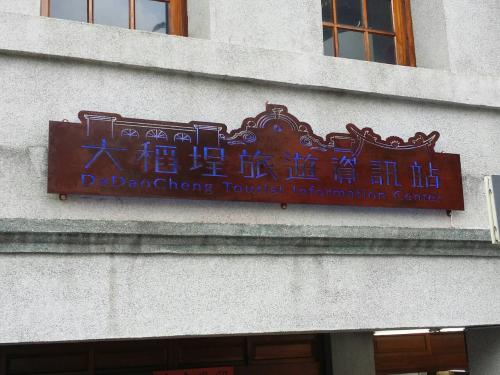 大稻埕旅遊資訊站
DaDaoCheng Tourist Information Center